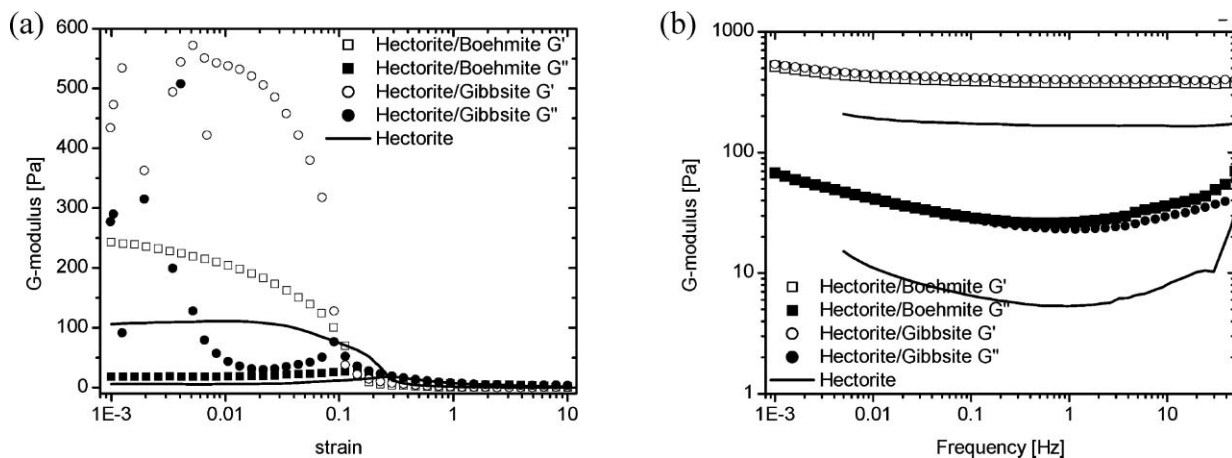 (a)
600
500
400
300
200
100
0
G-modulus [Pa]
1E-3
0.01
0.1
1
10
strain
Hectorite/Boehmite G'
Hectorite/Boehmite G"
Hectorite/Gibbsite G'
Hectorite/Gibbsite G"
Hectorite
(b)
1000
100
10
1
G-modulus [Pa]
1E-3
0.01
0.1
1
10
Frequency [Hz]
Hectorite/Boehmite G'
Hectorite/Boehmite G"
Hectorite/Gibbsite G'
Hectorite/Gibbsite G"
Hectorite